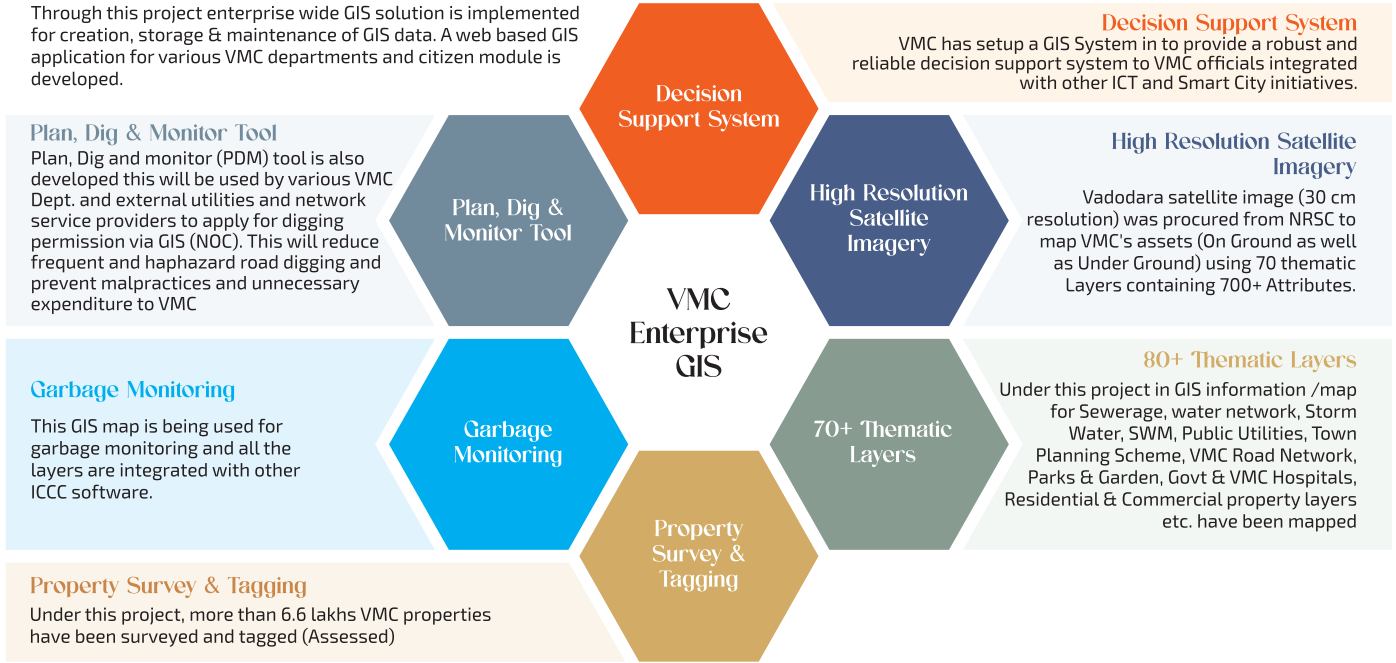 Through this project enterprise wide GIS solution is implemented
for creation, storage & maintenance of GIS data. A web based GIS
application for various VMC departments and citizen module is
developed.
Decision
Support System
Decision Support System
VMC has setup a GIS System in to provide a robust and
reliable decision support system to VMC officials integrated
with other ICT and Smart City initiatives.
Plan, Dig & Monitor Tool
Plan, Dig and monitor (PDM) tool is also
developed this will be used by various VMC
Dept. and external utilities and network
service providers to apply for digging
permission via GIS (NOC). This will reduce
frequent and haphazard road digging and
prevent malpractices and unnecessary
expenditure to VMC
Plan, Dig &
Monitor Tool
High Resolution
Satellite
Imagery
High Resolution Satellite
Imagery
Vadodara satellite image (30 cm
resolution) was procured from NRSC to
map VMC's assets (On Ground as well
as Under Ground) using 70 thematic
Layers containing 700+ Attributes.
VMC
Enterprise
GIS
Garbage Monitoring
This GIS map is being used for
garbage monitoring and all the
layers are integrated with other
ICCC software.
Garbage
Monitoring
70+ Thematic
Layers
80+ Thematic Layers
Under this project in GIS information /map
for Sewerage, water network, Storm
Water, SWM, Public Utilities, Town
Planning Scheme, VMC Road Network,
Parks & Garden, Govt & VMC Hospitals,
Residential & Commercial property layers
etc. have been mapped
Property
Survey &
Tagging
Property Survey & Tagging
Under this project, more than 6.6 lakhs VMC properties
have been surveyed and tagged (Assessed)